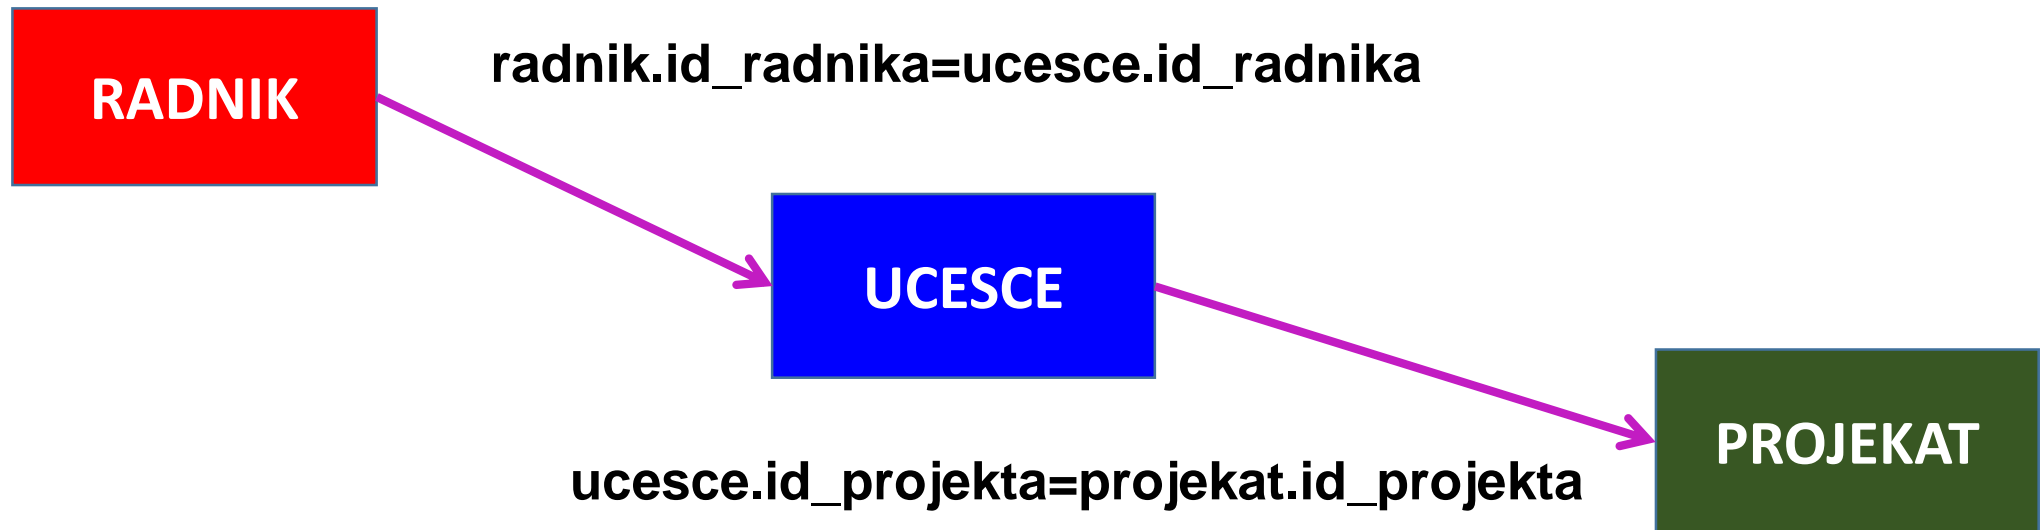 RADNIK
radnik.id_radnika=ucesce.id_radnika
UCESCE
ucesce.id_projekta=projekat.id_projekta
PROJEKAT